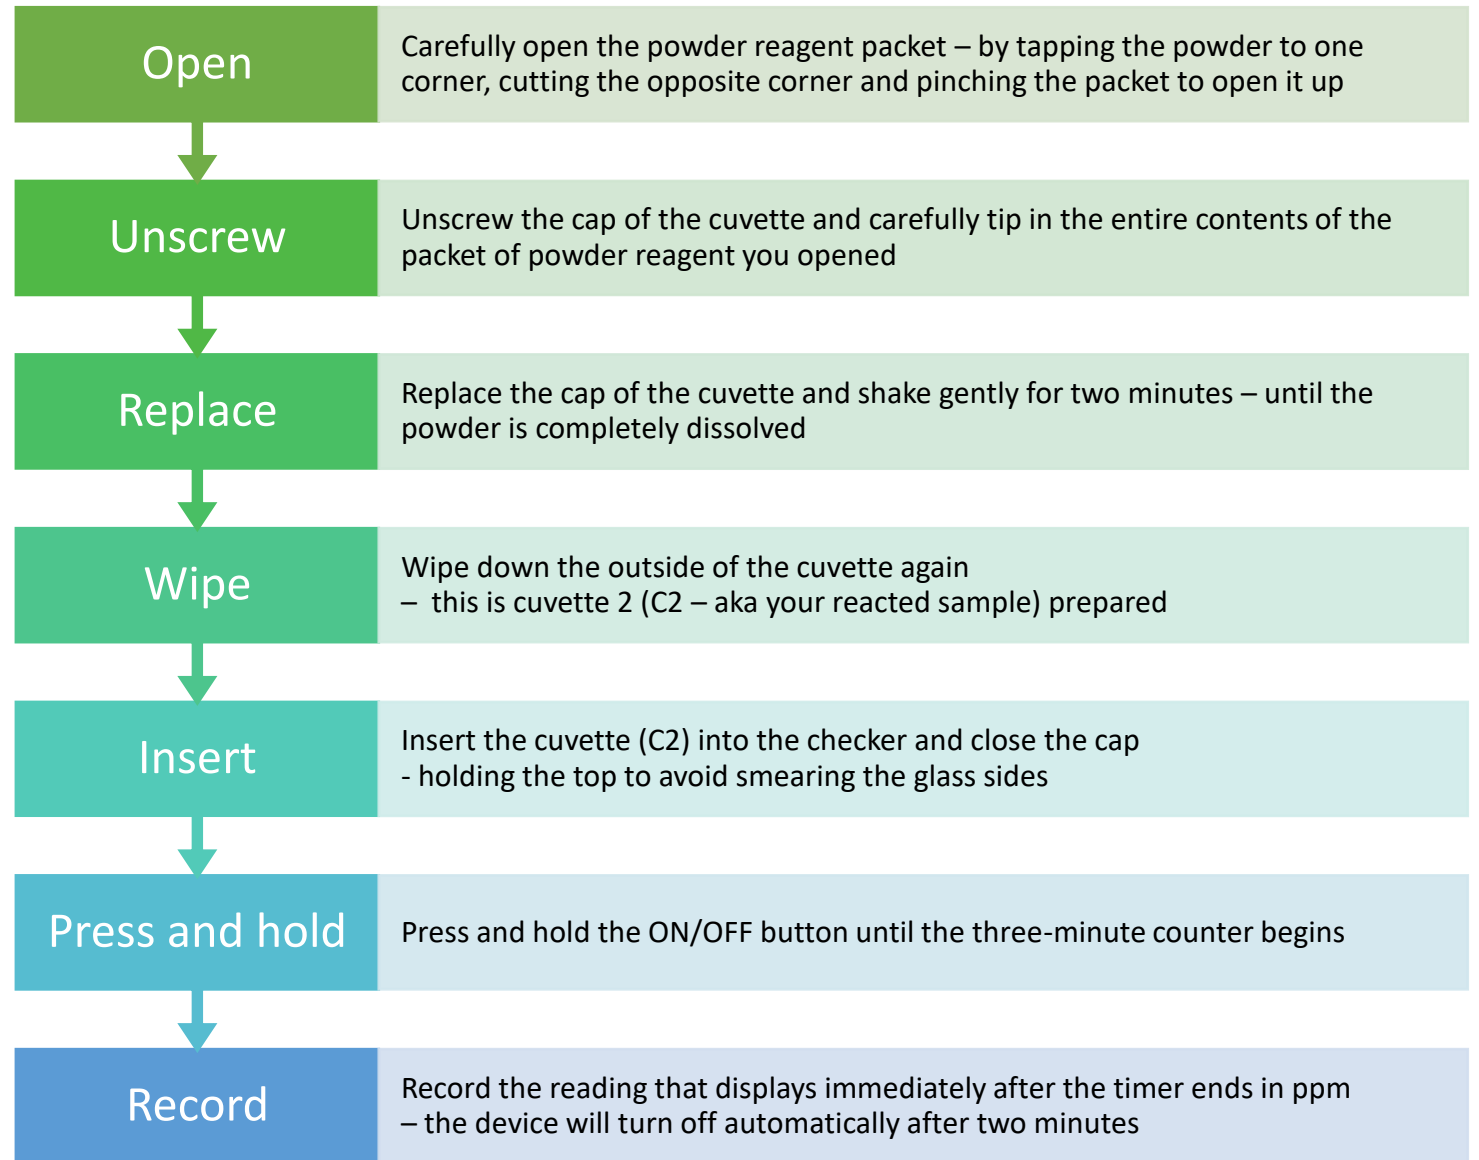 Open
Carefully open the powder reagent packet – by tapping the powder to one
corner, cutting the opposite corner and pinching the packet to open it up
Unscrew
Unscrew the cap of the cuvette and carefully tip in the entire contents of the
packet of powder reagent you opened
Replace
Replace the cap of the cuvette and shake gently for two minutes – until the
powder is completely dissolved
Wipe
Wipe down the outside of the cuvette again
– this is cuvette 2 (C2 – aka your reacted sample) prepared
Insert
Insert the cuvette (C2) into the checker and close the cap
- holding the top to avoid smearing the glass sides
Press and hold
Press and hold the ON/OFF button until the three-minute counter begins
Record
Record the reading that displays immediately after the timer ends in ppm
– the device will turn off automatically after two minutes